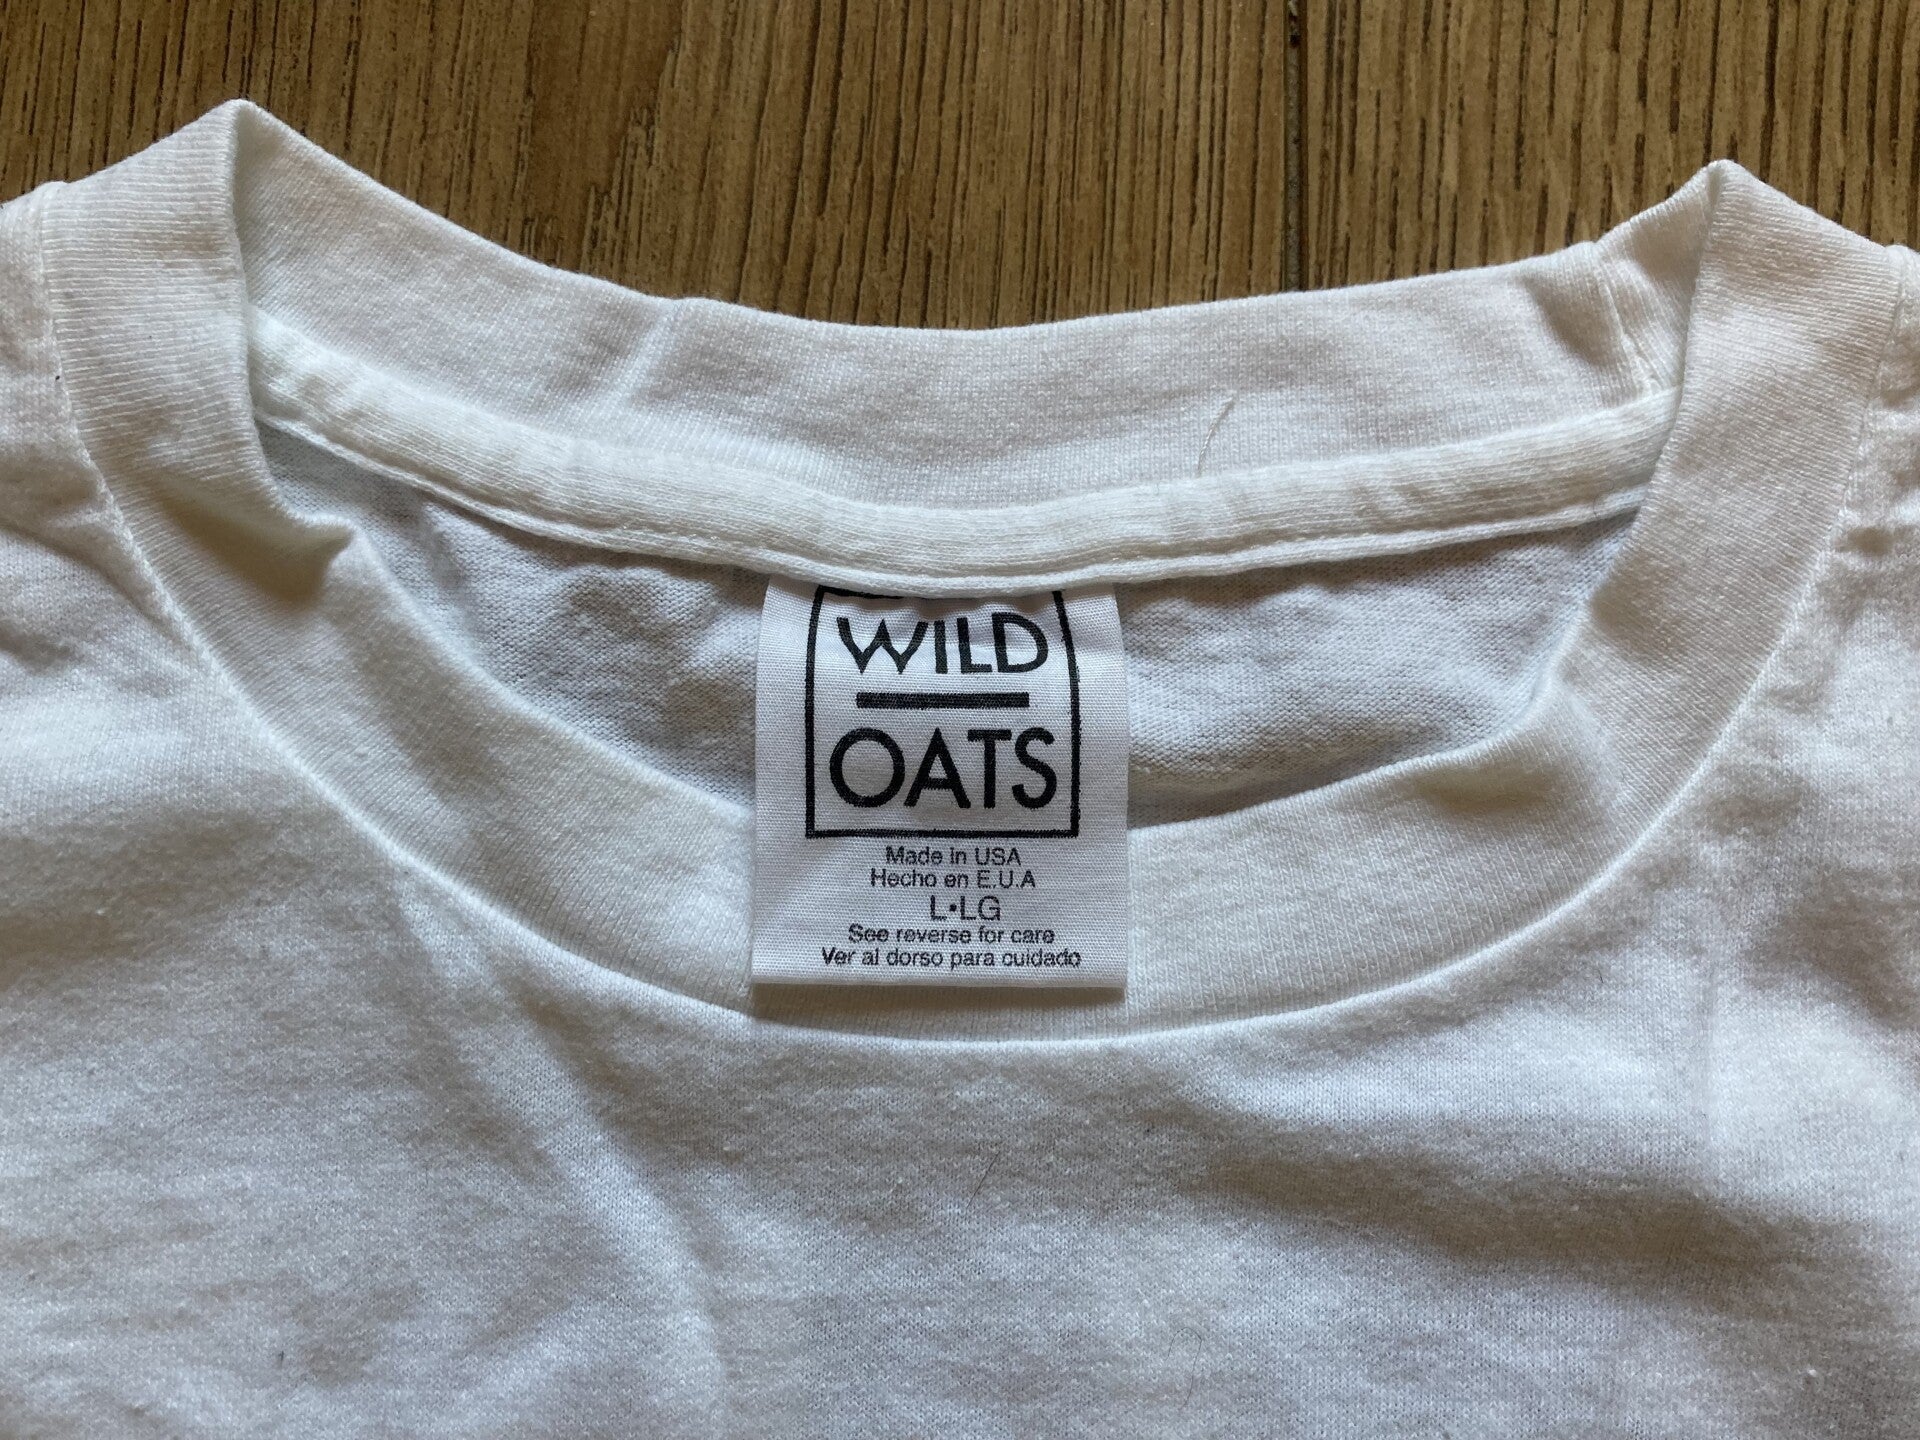 WILD
OATS
Made in USA
Hecho en E.U.A
L•LG
See reverse for care
Ver al dorso para cuidado